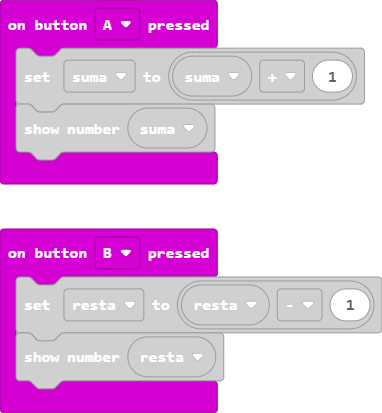 on button A pressed
set suma to suma + 1
show number suma
on button B pressed
set resta to resta - 1
show number resta